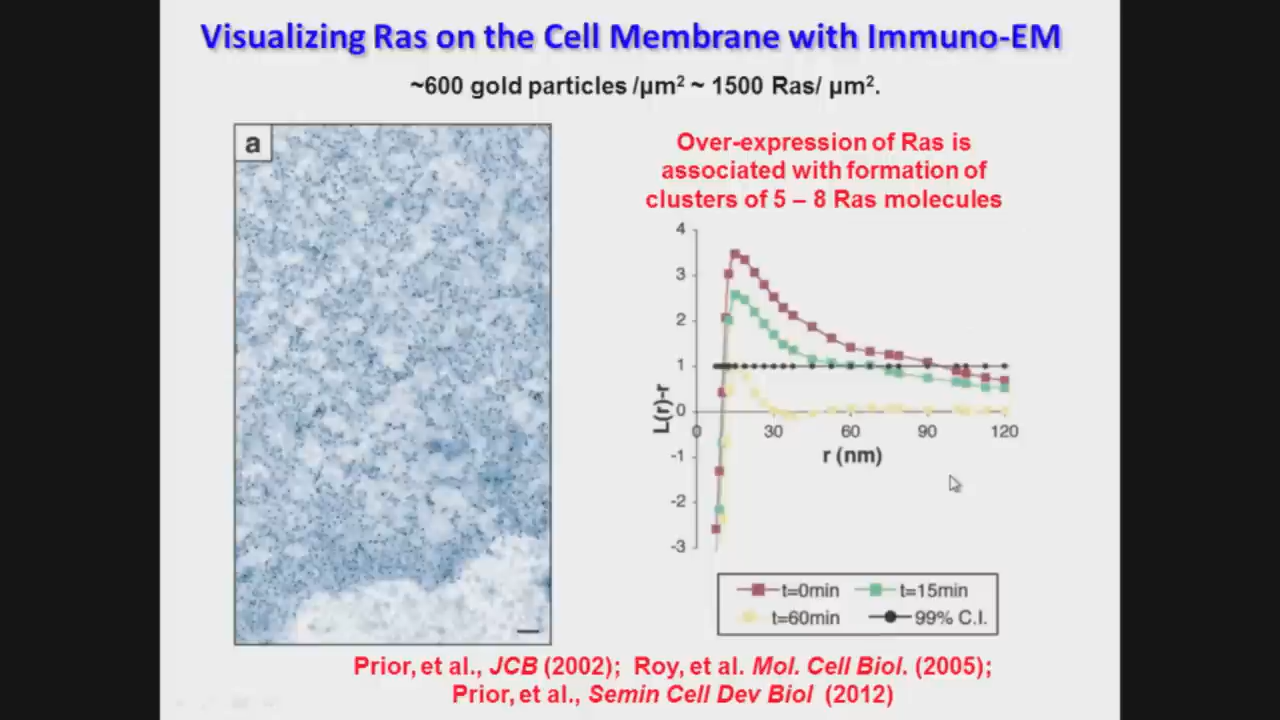 Visualizing Ras on the Cell Membrane with Immuno-EM
~600 gold particles /µm² ~ 1500 Ras/ µm².
a
Over-expression of Ras is
associated with formation of
clusters of 5 – 8 Ras molecules
4
3
2
1
0
-1
-2
-3
L(r)-r
0 30 60 90 120
r (nm)
t=0min t=15min
t=60min 99% C.I.
Prior, et al., JCB (2002); Roy, et al. Mol. Cell Biol. (2005);
Prior, et al., Semin Cell Dev Biol (2012)